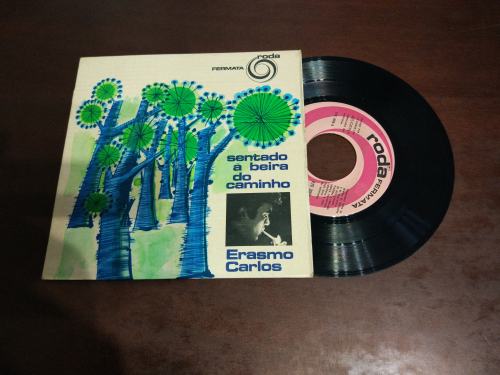 roda
FERMATA
sentado
à beira
do
caminho
Erasmo
Carlos
roda
FERMATA